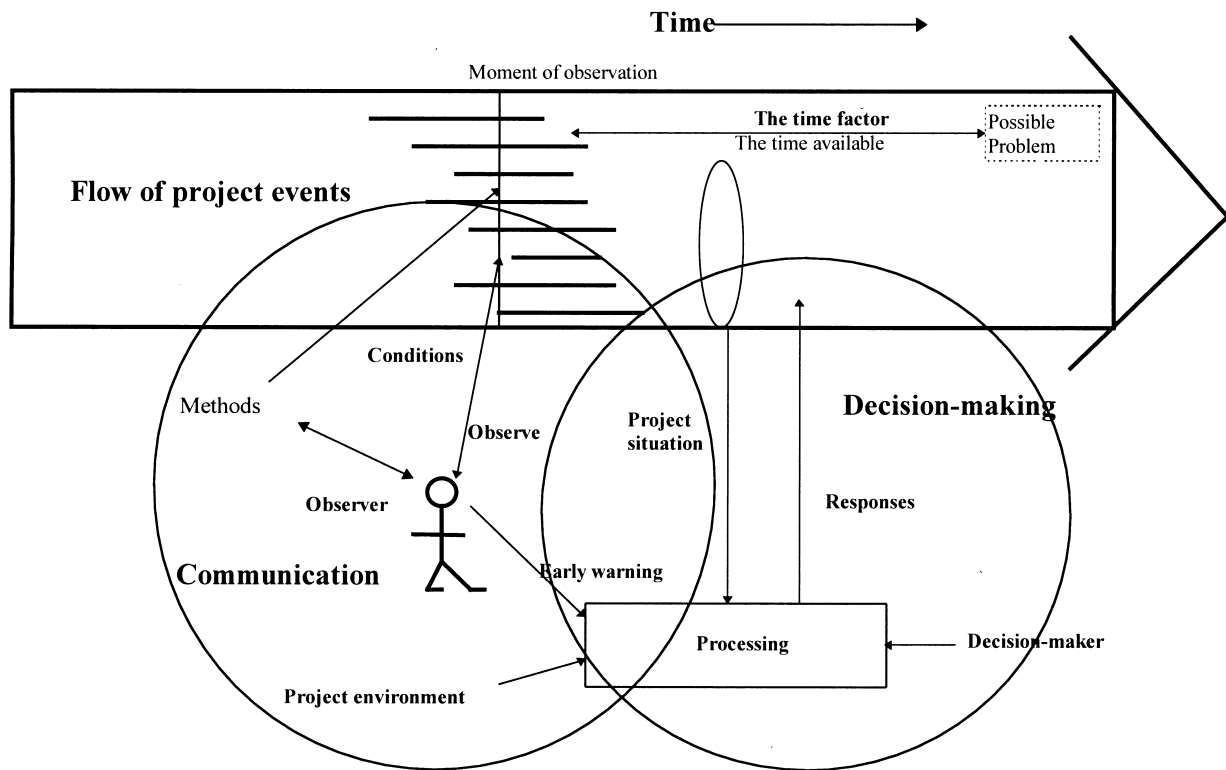 Time
Moment of observation
The time factor
The time available
Possible
Problem
Flow of project events
Conditions
Methods
Observe
Project
situation
Decision-making
Observer
Responses
Communication
Early warning
Processing
Decision-maker
Project environment